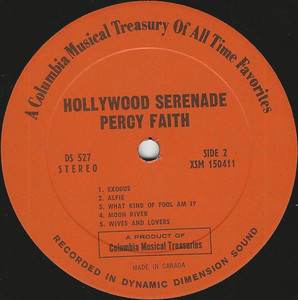 A Columbia Musical Treasury Of All Time Favorites
HOLLYWOOD SERENADE
PERCY FAITH
DS 527
STEREO
SIDE 2
XSM 150411
1. EXODUS
2. ALFIE
3. WHAT KIND OF FOOL AM I?
4. MOON RIVER
5. WIVES AND LOVERS
A PRODUCT OF
Columbia Musical Treasuries
MADE IN CANADA
RECORDED IN DYNAMIC DIMENSION SOUND